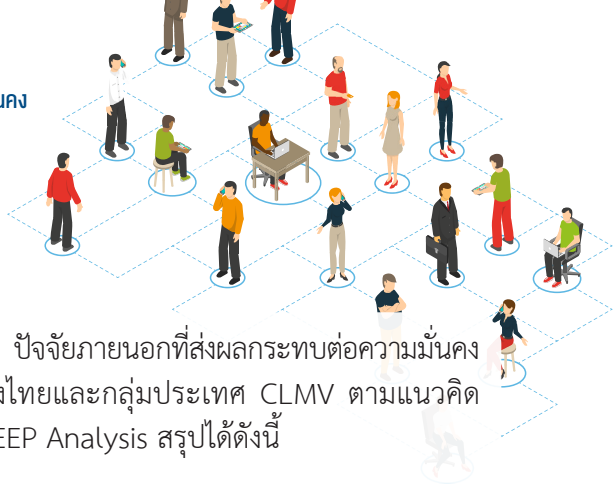 นคง
ปัจจัยภายนอกที่ส่งผลกระทบต่อความมั่นคง
งไทยและกลุ่มประเทศ CLMV ตามแนวคิด
EEP Analysis สรุปได้ดังนี้